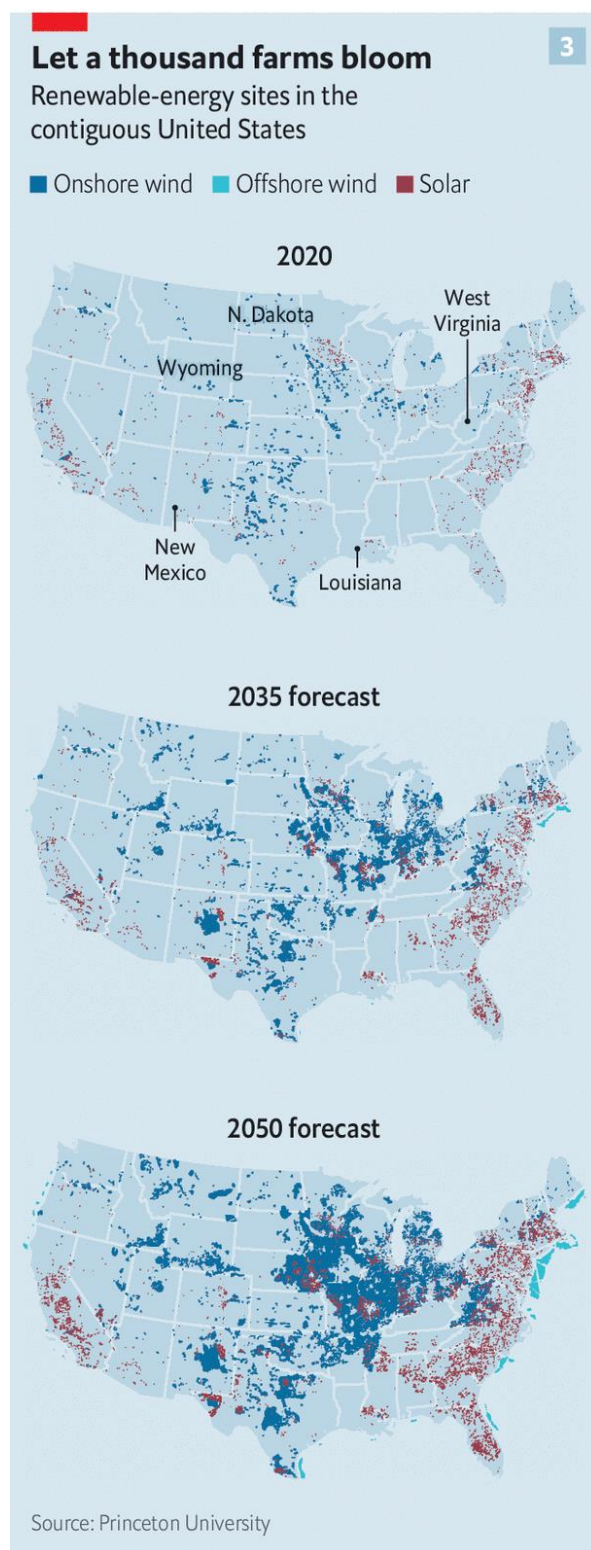 3
Let a thousand farms bloom
Renewable-energy sites in the
contiguous United States
Onshore wind Offshore wind Solar
2020
West
Virginia
N. Dakota
Wyoming
New
Mexico
Louisiana
2035 forecast
2050 forecast
Source: Princeton University